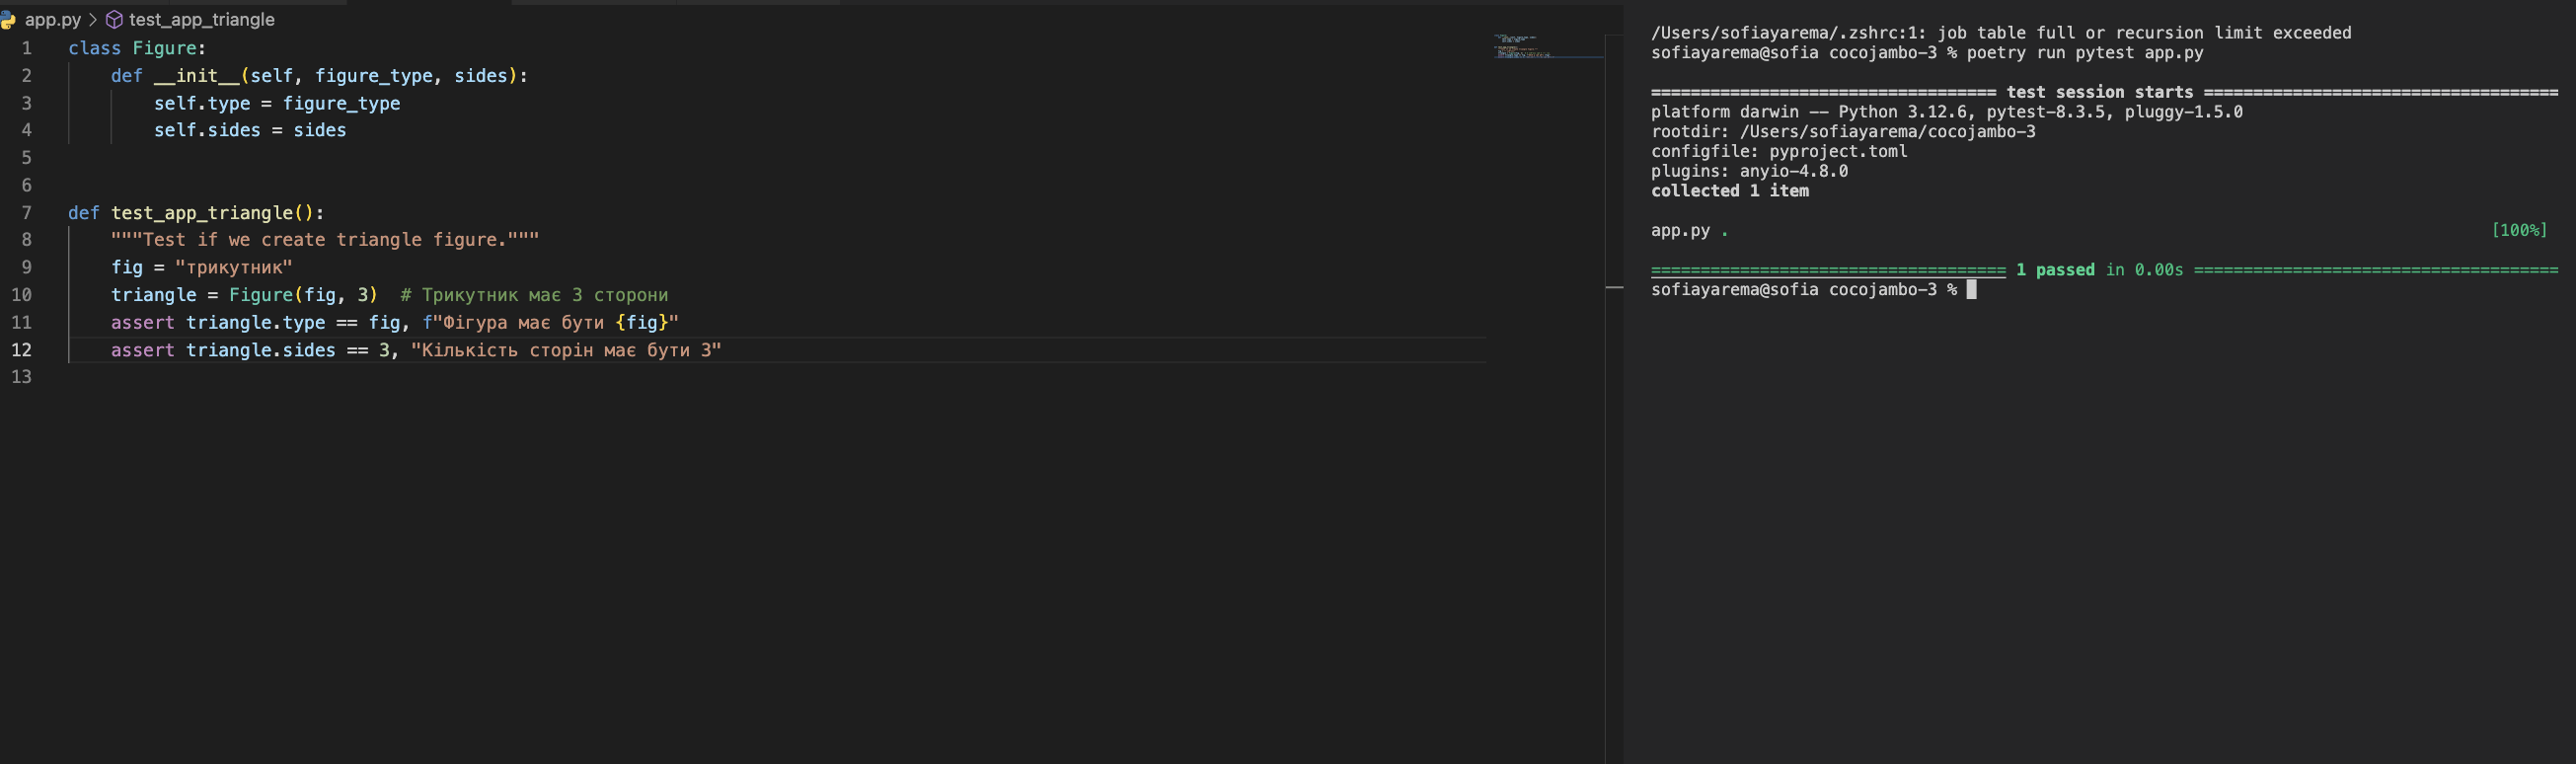 app.py > test_app_triangle
1 class Figure:
2     def __init__(self, figure_type, sides):
3         self.type = figure_type
4         self.sides = sides
5
6
7 def test_app_triangle():
8     """Test if we create triangle figure."""
9     fig = "трикутник"
10     triangle = Figure(fig, 3)  # Трикутник має 3 сторони
11     assert triangle.type == fig, f"Фігура має бути {fig}"
12     assert triangle.sides == 3, "Кількість сторін має бути 3"
13
/Users/sofiayarema/.zshrc:1: job table full or recursion limit exceeded
sofiayarema@sofia cocojambo-3 % poetry run pytest app.py
=================================== test session starts ====================================
platform darwin -- Python 3.12.6, pytest-8.3.5, pluggy-1.5.0
rootdir: /Users/sofiayarema/cocojambo-3
configfile: pyproject.toml
plugins: anyio-4.8.0
collected 1 item
app.py . [100%]
==================================== 1 passed in 0.00s =====================================
sofiayarema@sofia cocojambo-3 %